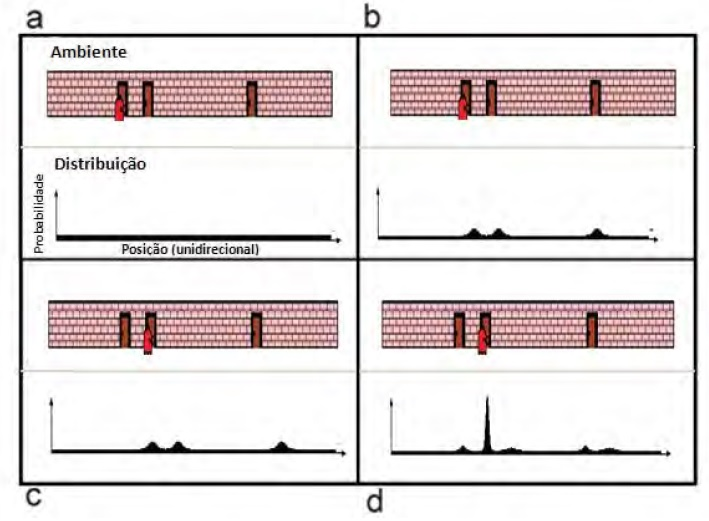 a
b
Ambiente
Distribuição
Probabilidade
Posição (unidirecional)
c
d